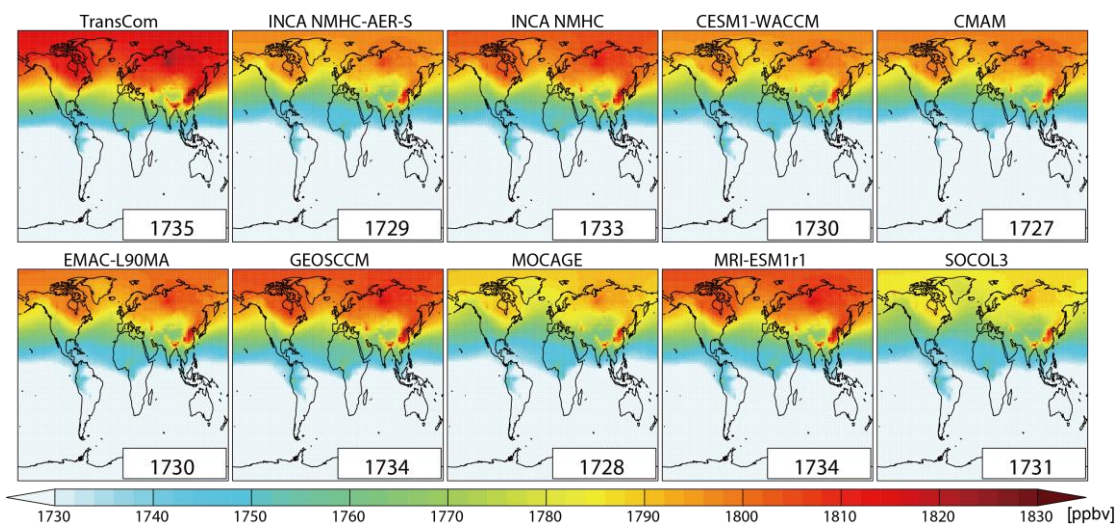 TransCom INCA NMHC-AER-S INCA NMHC CESM1-WACCM CMAM
1735 1729 1733 1730 1727
EMAC-L90MA GEOSCCM MOCAGE MRI-ESM1r1 SOCOL3
1730 1734 1728 1734 1731
1730 1740 1750 1760 1770 1780 1790 1800 1810 1820 1830 [ppbv]